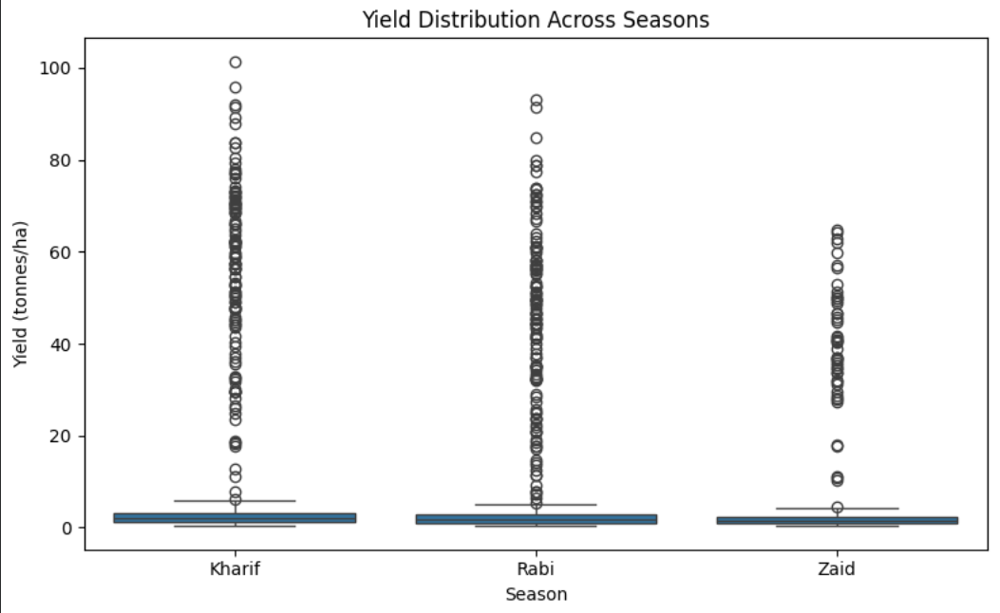 Yield Distribution Across Seasons
100
80
60
40
20
0
Yield (tonnes/ha)
Kharif Rabi Zaid
Season